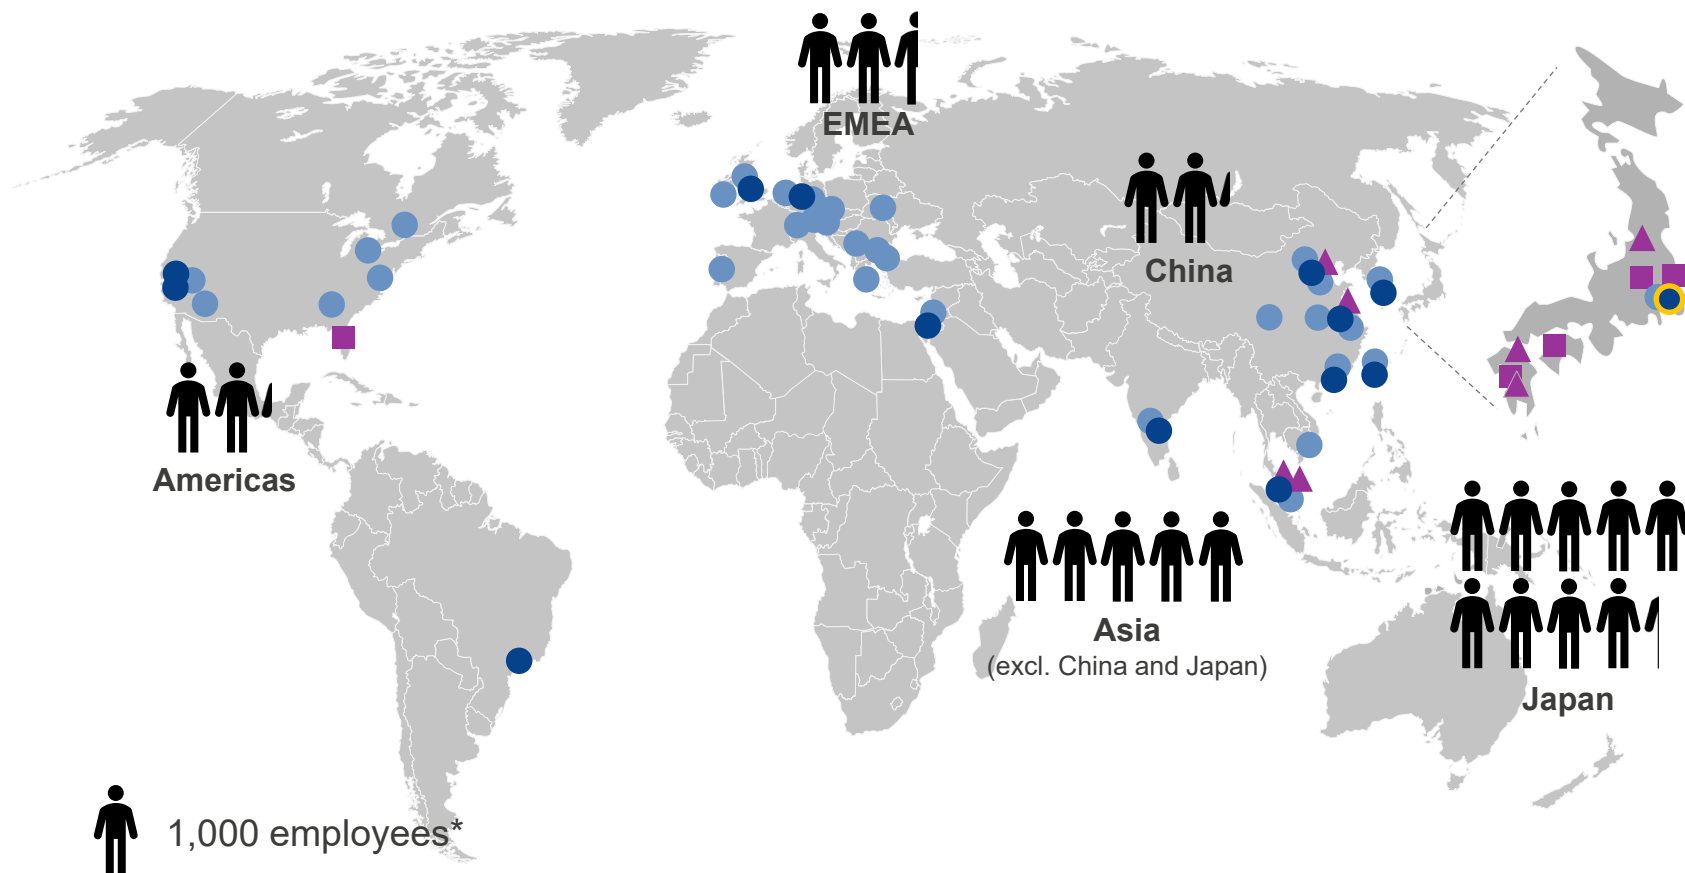 EMEA
China
Americas
Asia
(excl. China and Japan)
Japan
1,000 employees*